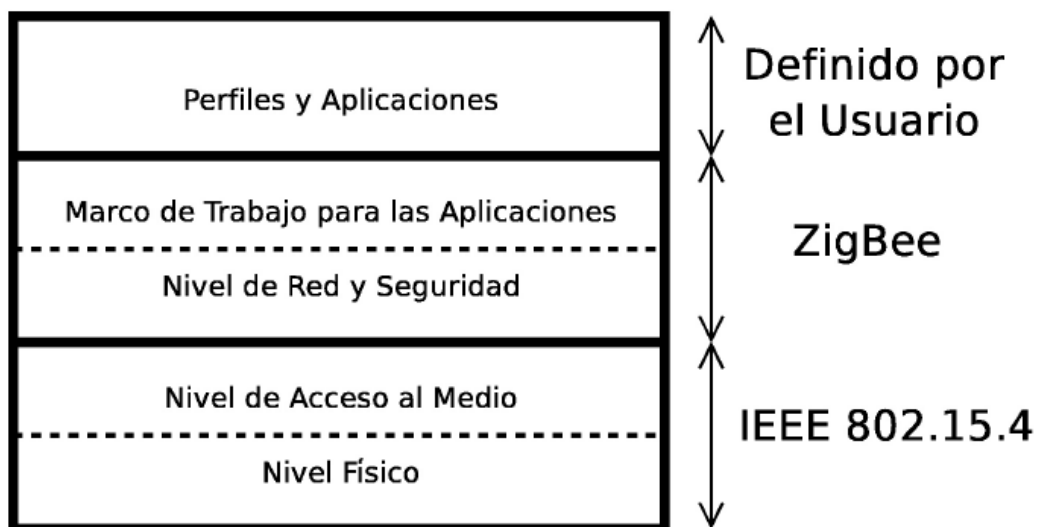 Perfiles y Aplicaciones
Definido por
el Usuario
Marco de Trabajo para las Aplicaciones
Nivel de Red y Seguridad
ZigBee
Nivel de Acceso al Medio
Nivel Físico
IEEE 802.15.4